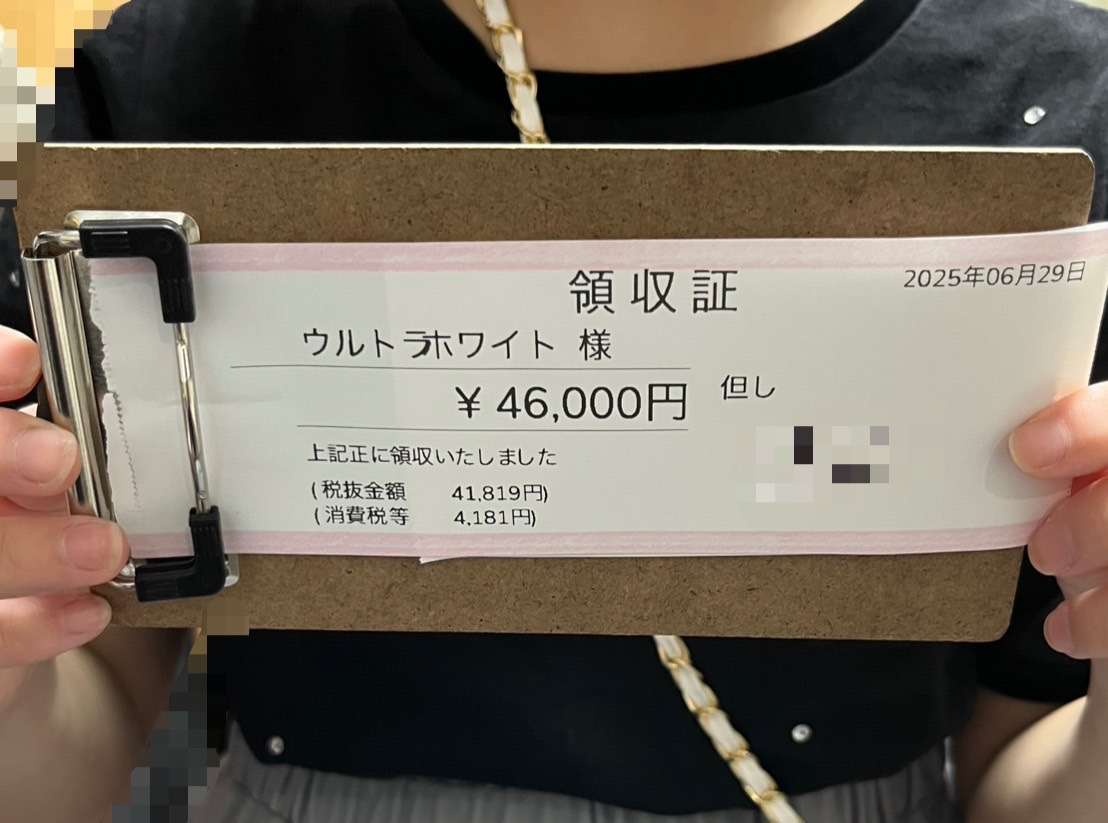 領収証
2025年06月29日
ウルトラホワイト 様
¥ 46,000円
但し
上記正に領収いたしました
(税抜金額 41,819円)
(消費税等 4,181円)